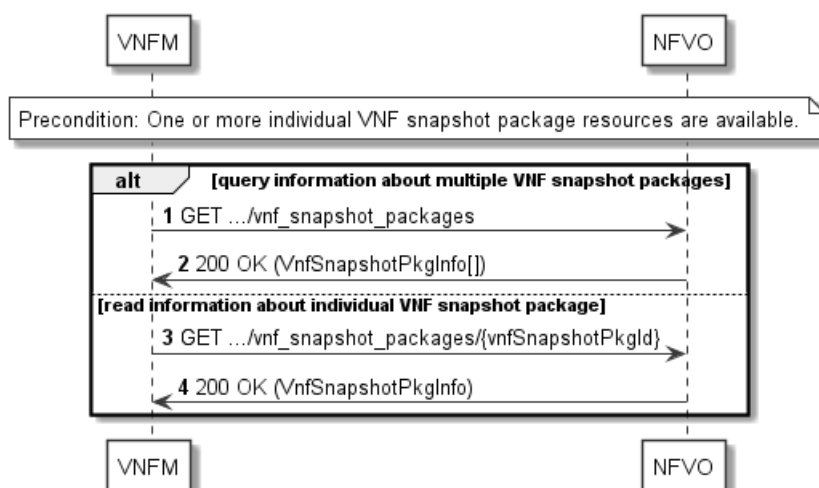 VNFM NFVO
Precondition: One or more individual VNF snapshot package resources are available.
alt [query information about multiple VNF snapshot packages]
1 GET .../vnf_snapshot_packages
2 200 OK (VnfSnapshotPkgInfo[])
[read information about individual VNF snapshot package]
3 GET .../vnf_snapshot_packages/{vnfSnapshotPkgId}
4 200 OK (VnfSnapshotPkgInfo)
VNFM NFVO